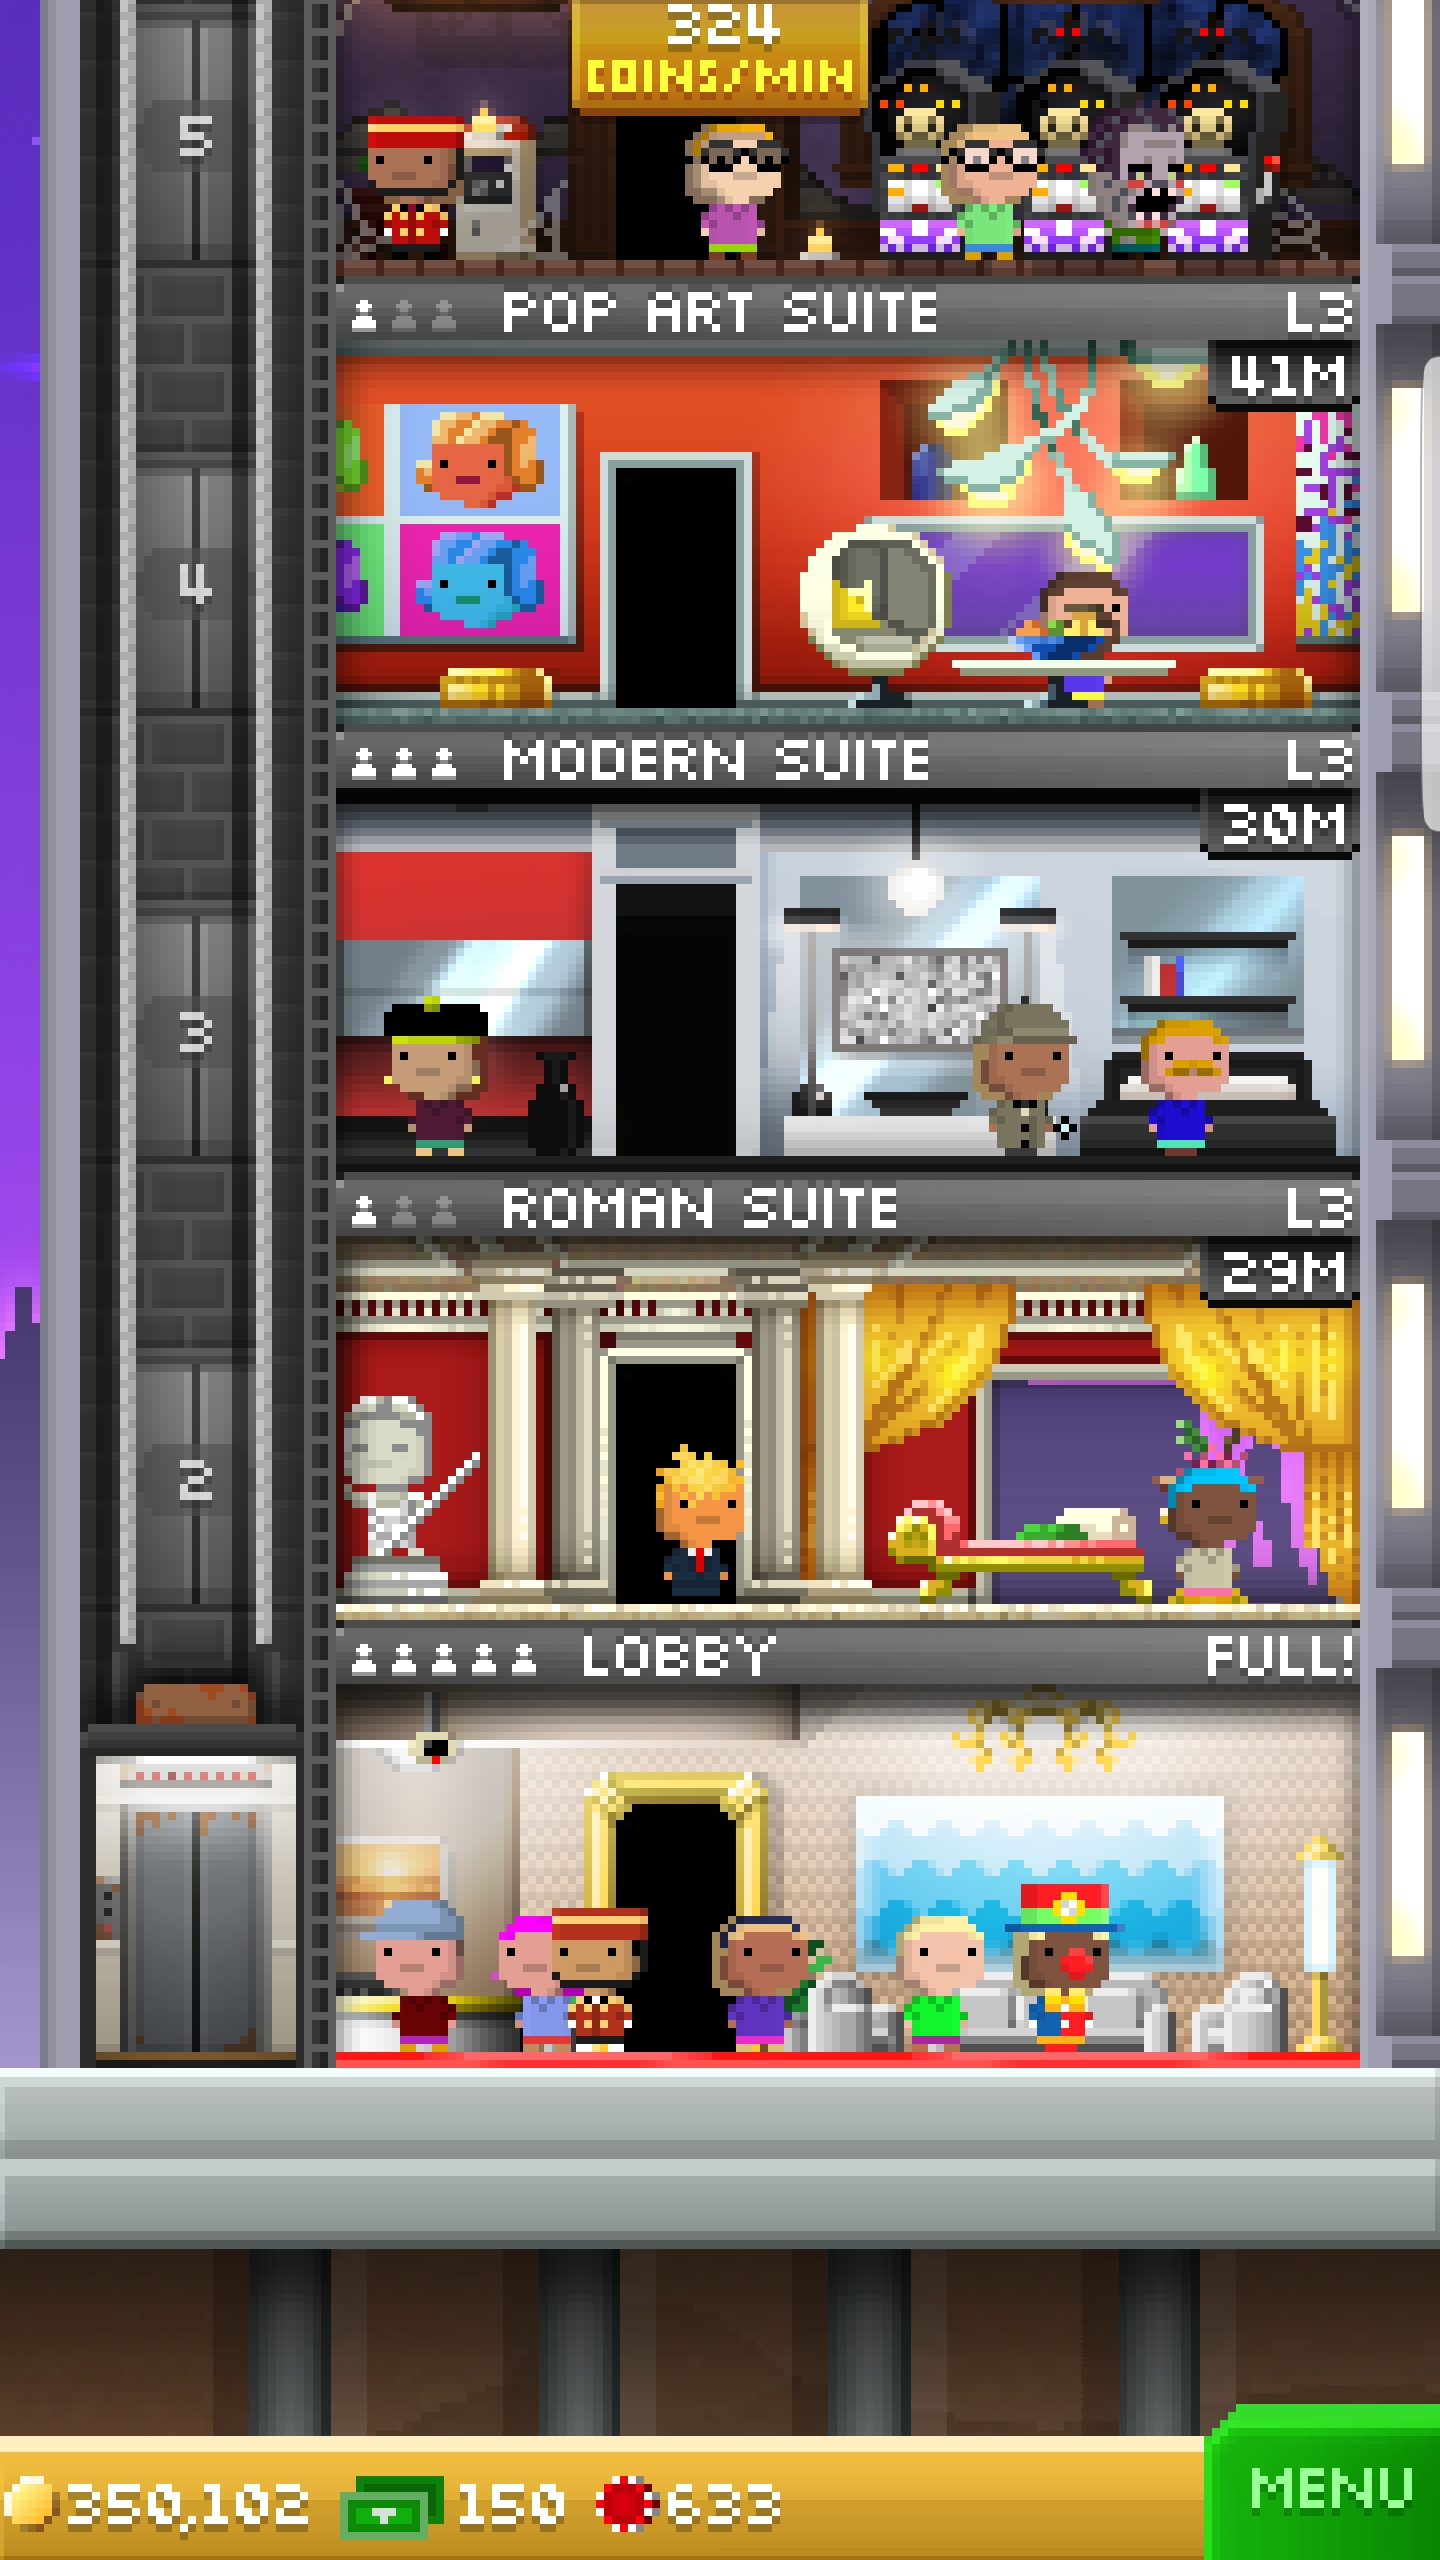 324
COINS/MIN
5
POP ART SUITE L3
41M
4
MODERN SUITE L3
30M
3
ROMAN SUITE L3
29M
2
LOBBY FULL!
350,102 150 633
MENU